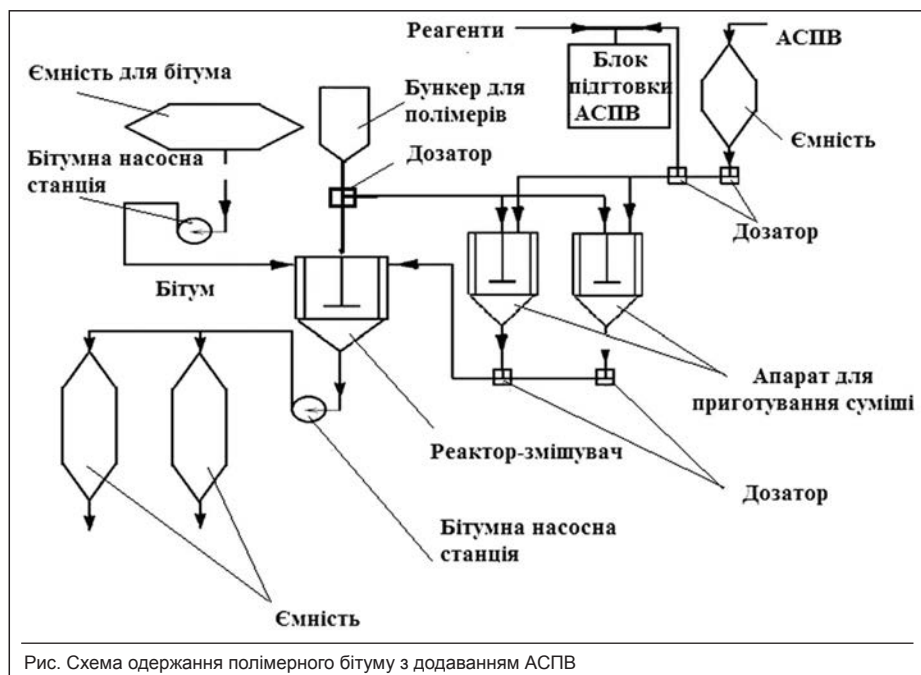 Реагенти
АСПВ
Ємність для бітума
Бункер для
полімерів
Блок
підгтовки
АСПВ
Ємність
Бітумна насосна
станція
Дозатор
Дозатор
Бітум
Апарат для
приготування суміші
Реактор-змішувач
Дозатор
Бітумна насосна
станція
Ємність
Рис. Схема одержання полімерного бітуму з додаванням АСПВ